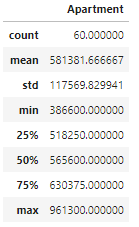 Apartment
count 60.000000
mean 581381.666667
std 117569.829941
min 386600.000000
25% 518250.000000
50% 565600.000000
75% 630375.000000
max 961300.000000